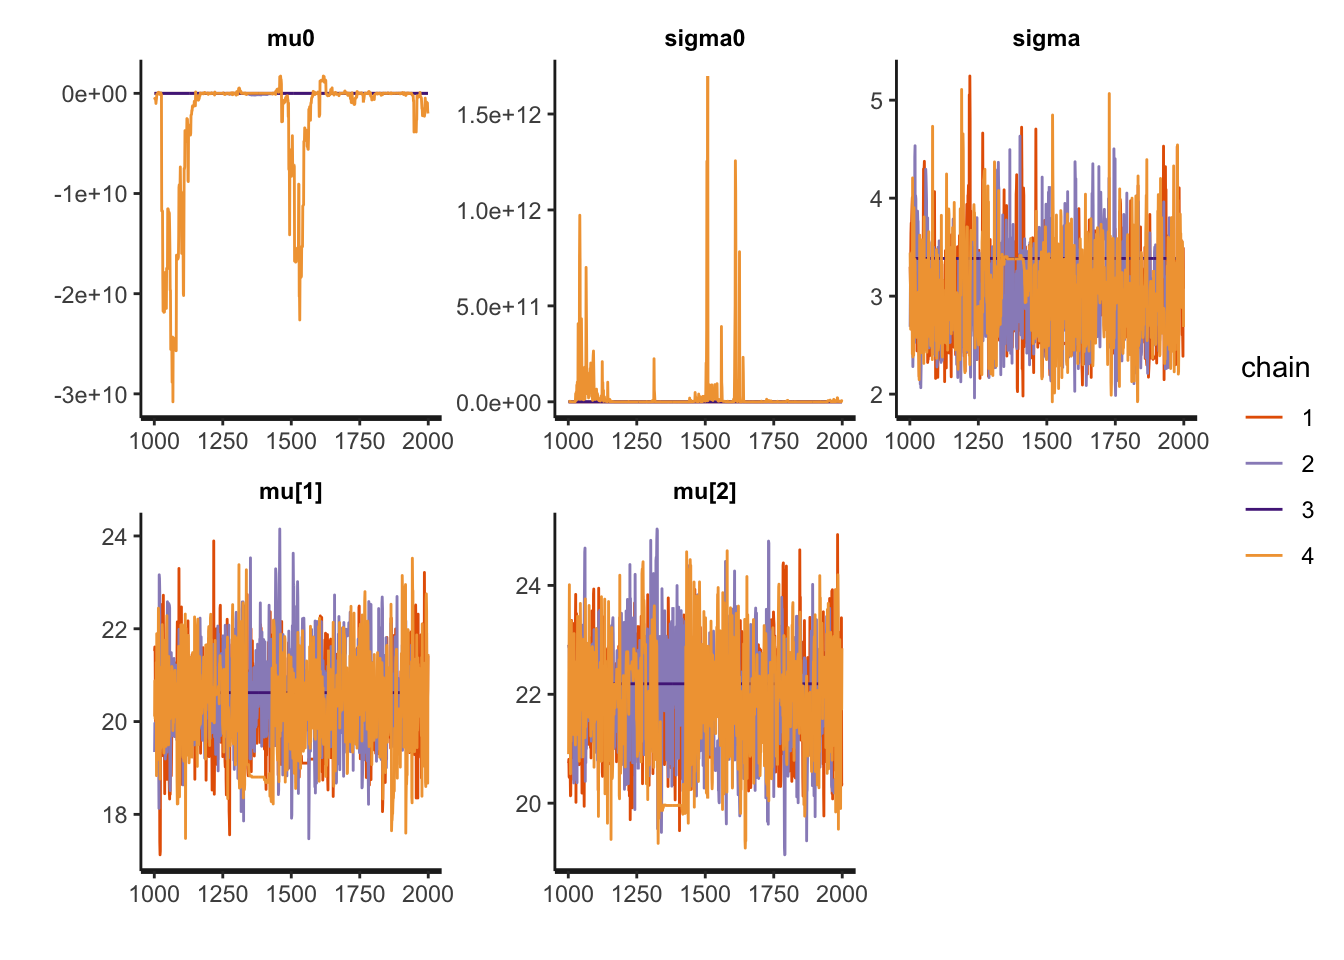 mu0
sigma0
sigma
0e+00
-1e+10
-2e+10
-3e+10
1000 1250 1500 1750 2000
1.5e+12
1.0e+12
5.0e+11
0.0e+00
1000 1250 1500 1750 2000
5
4
3
2
1000 1250 1500 1750 2000
mu[1]
mu[2]
24
22
20
18
1000 1250 1500 1750 2000
24
22
20
1000 1250 1500 1750 2000
chain
1
2
3
4